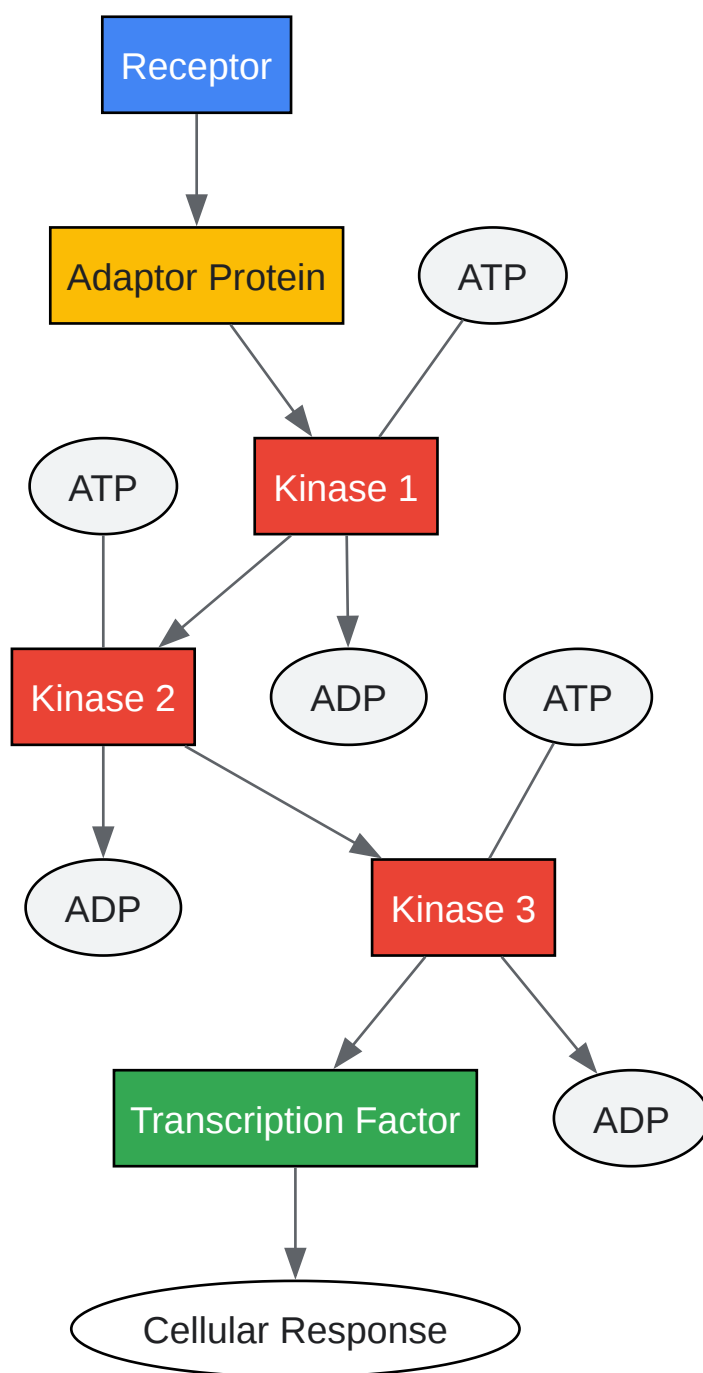 Receptor
Adaptor Protein
ATP
ATP
Kinase 1
Kinase 2
ADP
ATP
ADP
Kinase 3
Transcription Factor
ADP
Cellular Response